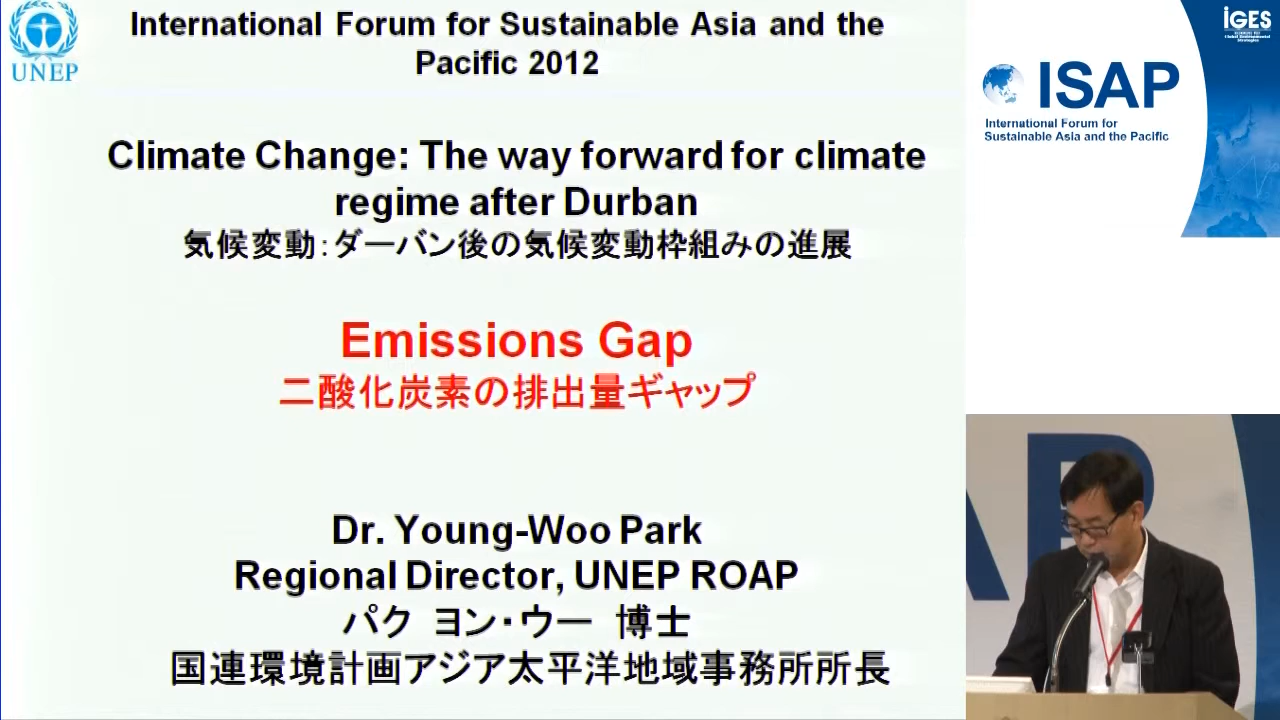 UNEP
International Forum for Sustainable Asia and the
Pacific 2012
Climate Change: The way forward for climate
regime after Durban
気候変動：ダーバン後の気候変動枠組みの進展
Emissions Gap
二酸化炭素の排出量ギャップ
Dr. Young-Woo Park
Regional Director, UNEP ROAP
パク　ヨン・ウー　博士
国連環境計画アジア太平洋地域事務所所長
IGES
ISAP
International Forum for
Sustainable Asia and the Pacific
AP